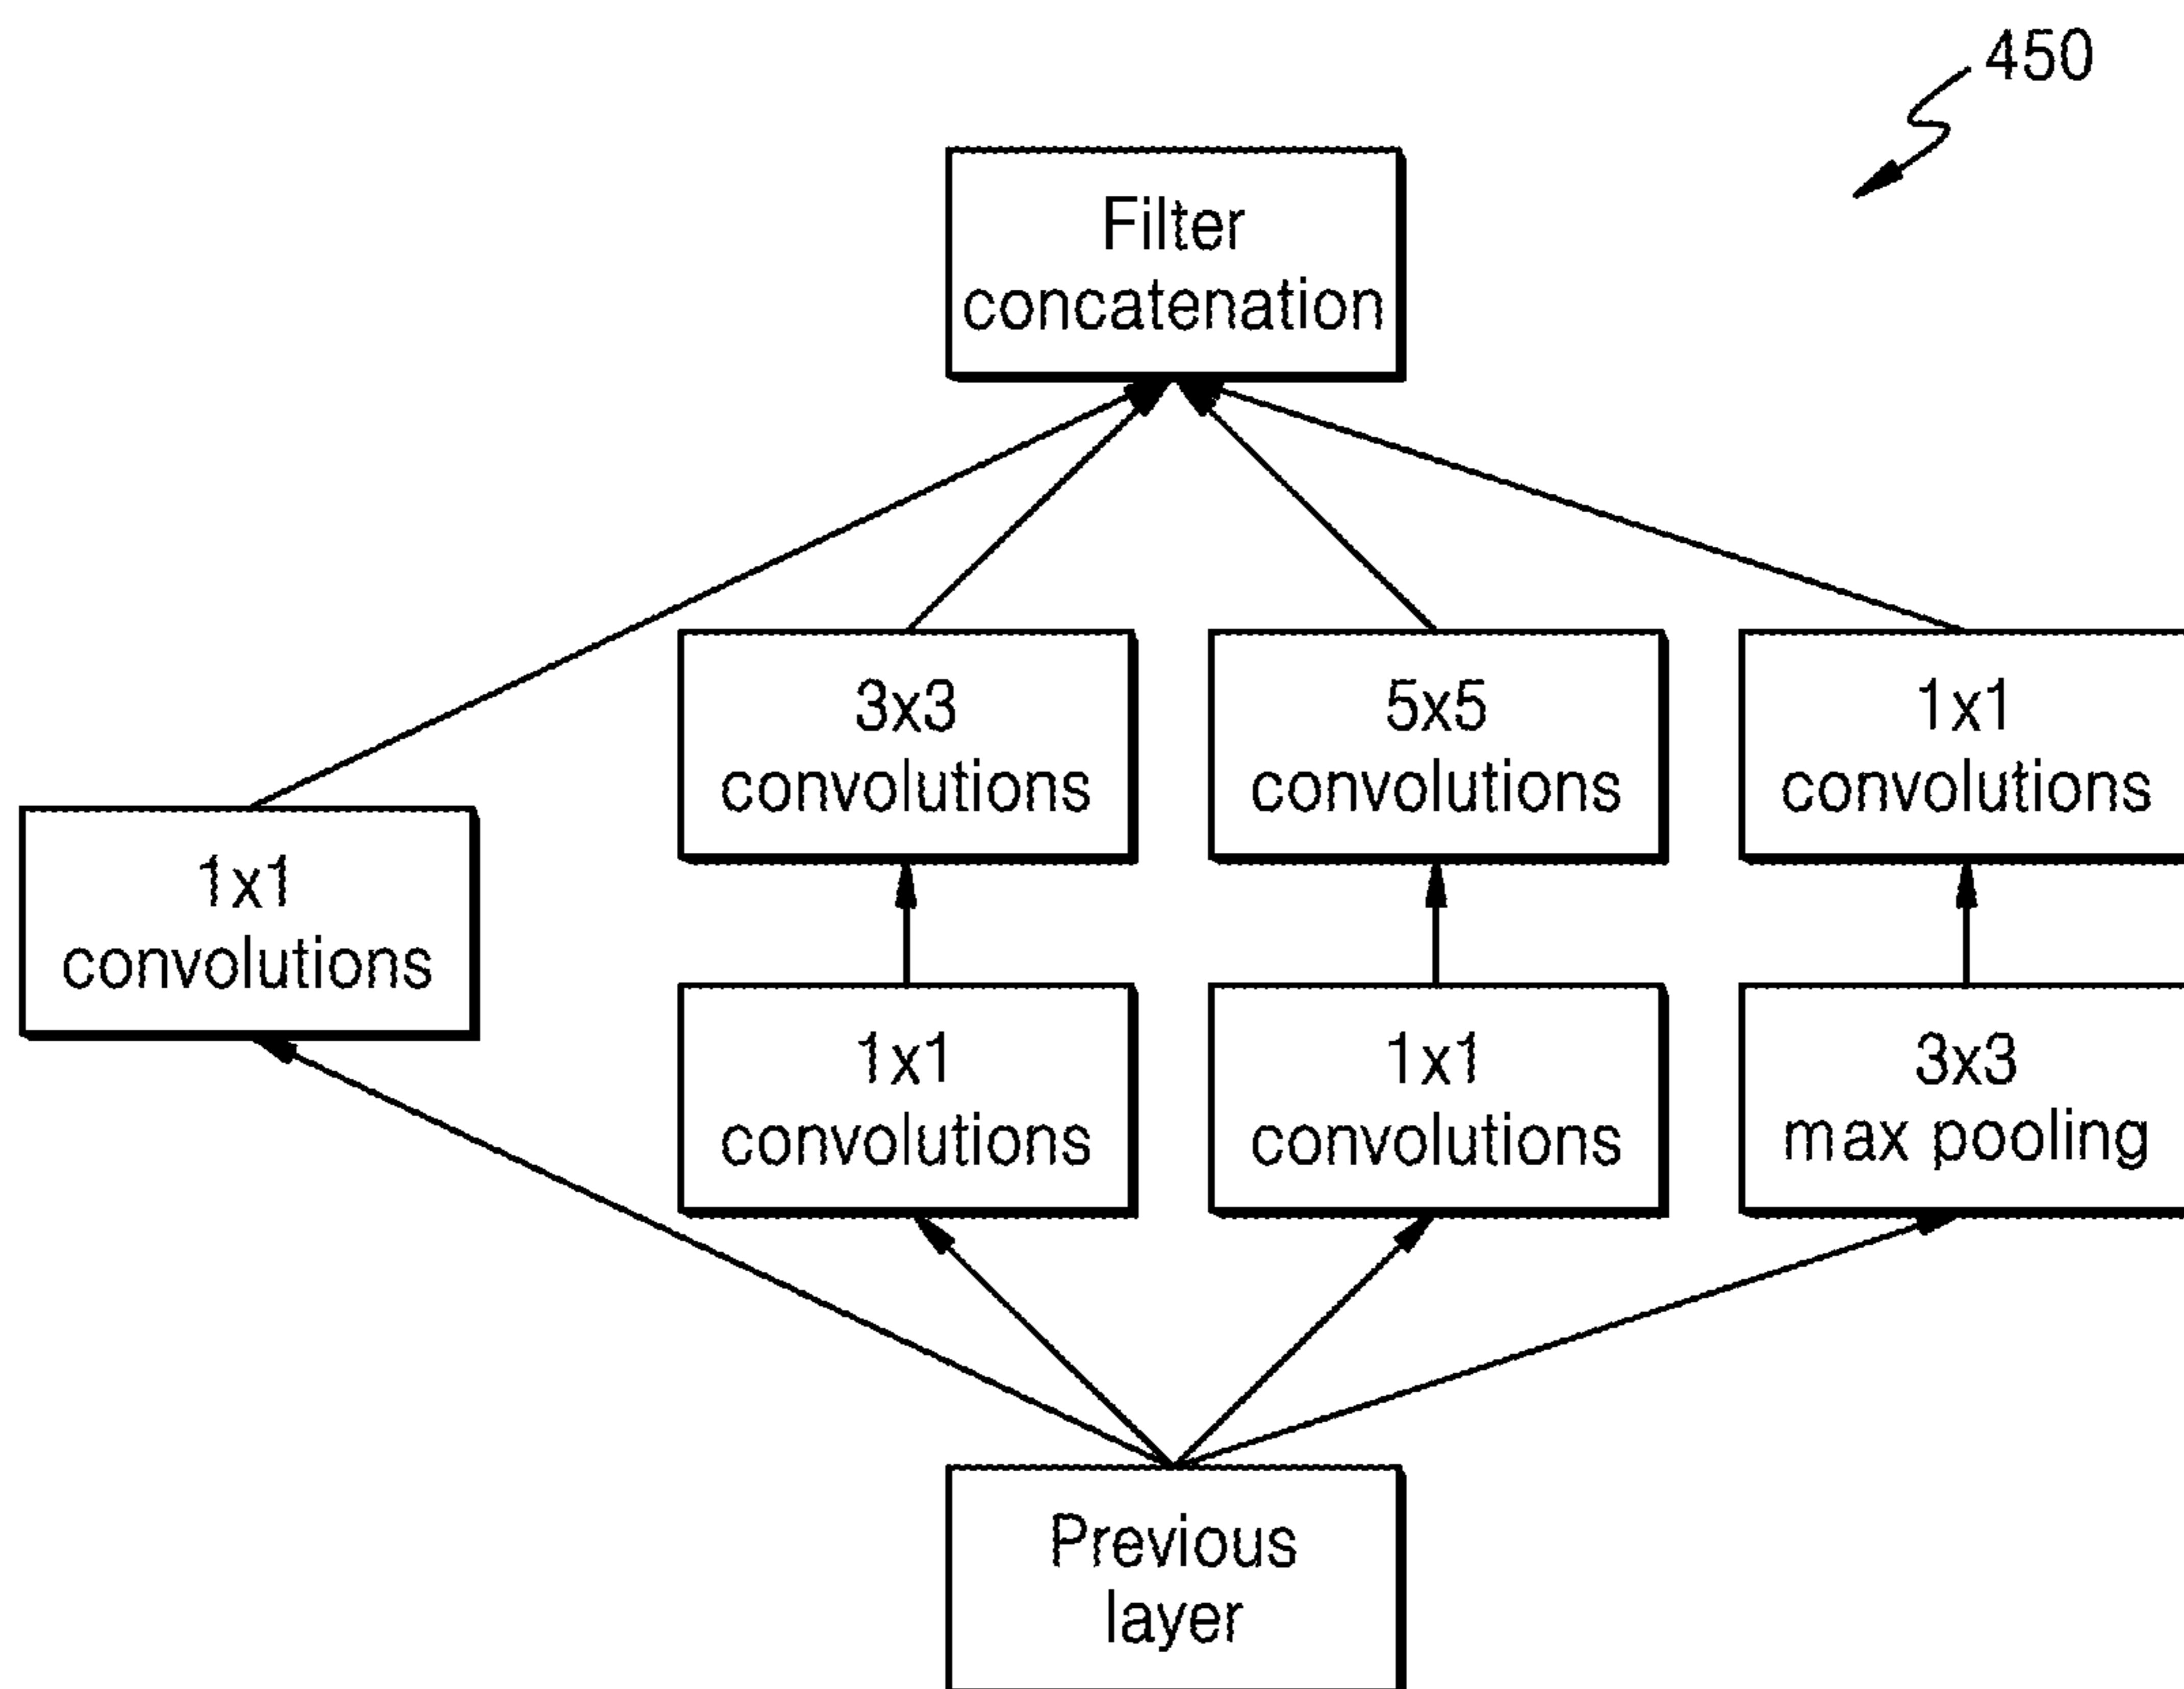 450
Filter
concatenation
3x3
convolutions
5x5
convolutions
1x1
convolutions
1x1
convolutions
1x1
convolutions
1x1
convolutions
3x3
max pooling
Previous
layer